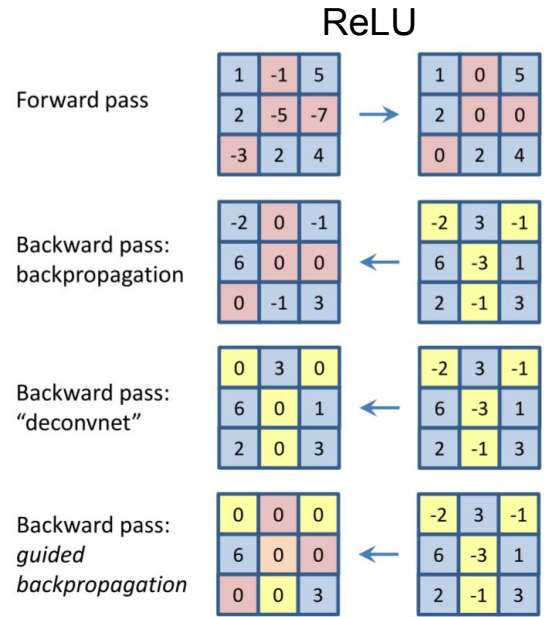 ReLU
Forward pass
1 -1 5 1 0 5
2 -5 -7 2 0 0
-3 2 4 0 2 4
Backward pass:
backpropagation
-2 0 -1 -2 3 -1
6 0 0 6 -3 1
0 -1 3 2 -1 3
Backward pass:
“deconvnet”
0 3 0 -2 3 -1
6 0 1 6 -3 1
2 0 3 2 -1 3
Backward pass:
guided
backpropagation
0 0 0 -2 3 -1
6 0 0 6 -3 1
0 0 3 2 -1 3